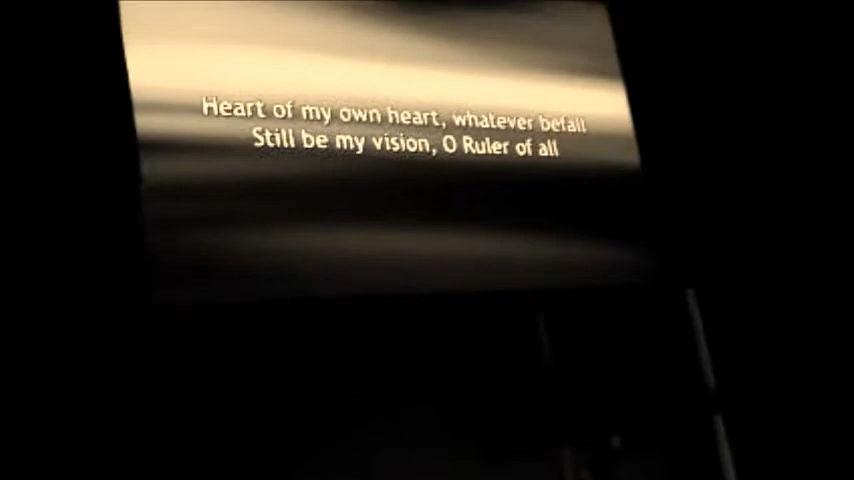 Heart of my own heart, whatever befall
Still be my vision, O Ruler of all